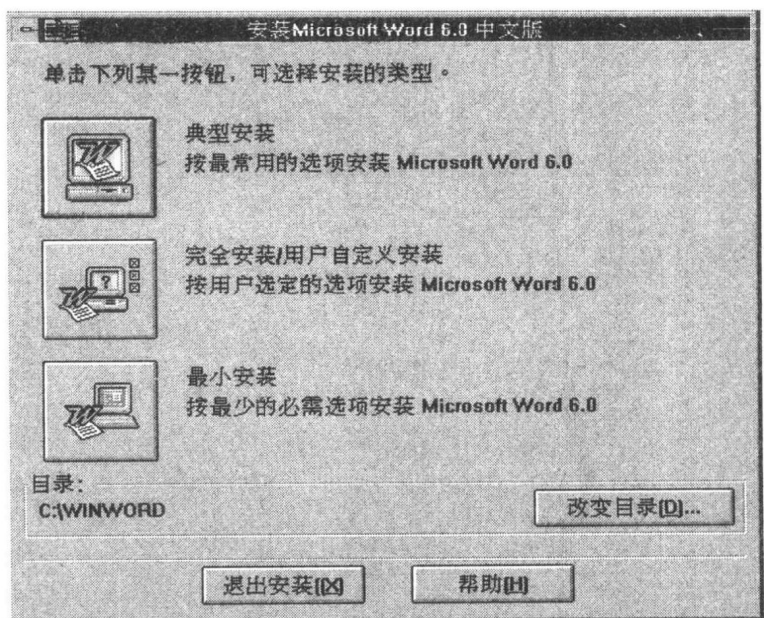 安装Microsoft Word 6.0 中文版
单击下列某一按钮，可选择安装的类型。
典型安装
按最常用的选项安装 Microsoft Word 6.0
完全安装/用户自定义安装
按用户选定的选项安装 Microsoft Word 6.0
最小安装
按最少的必需选项安装 Microsoft Word 6.0
目录：
C:\WINWORD
改变目录(D)...
退出安装(X)
帮助(H)